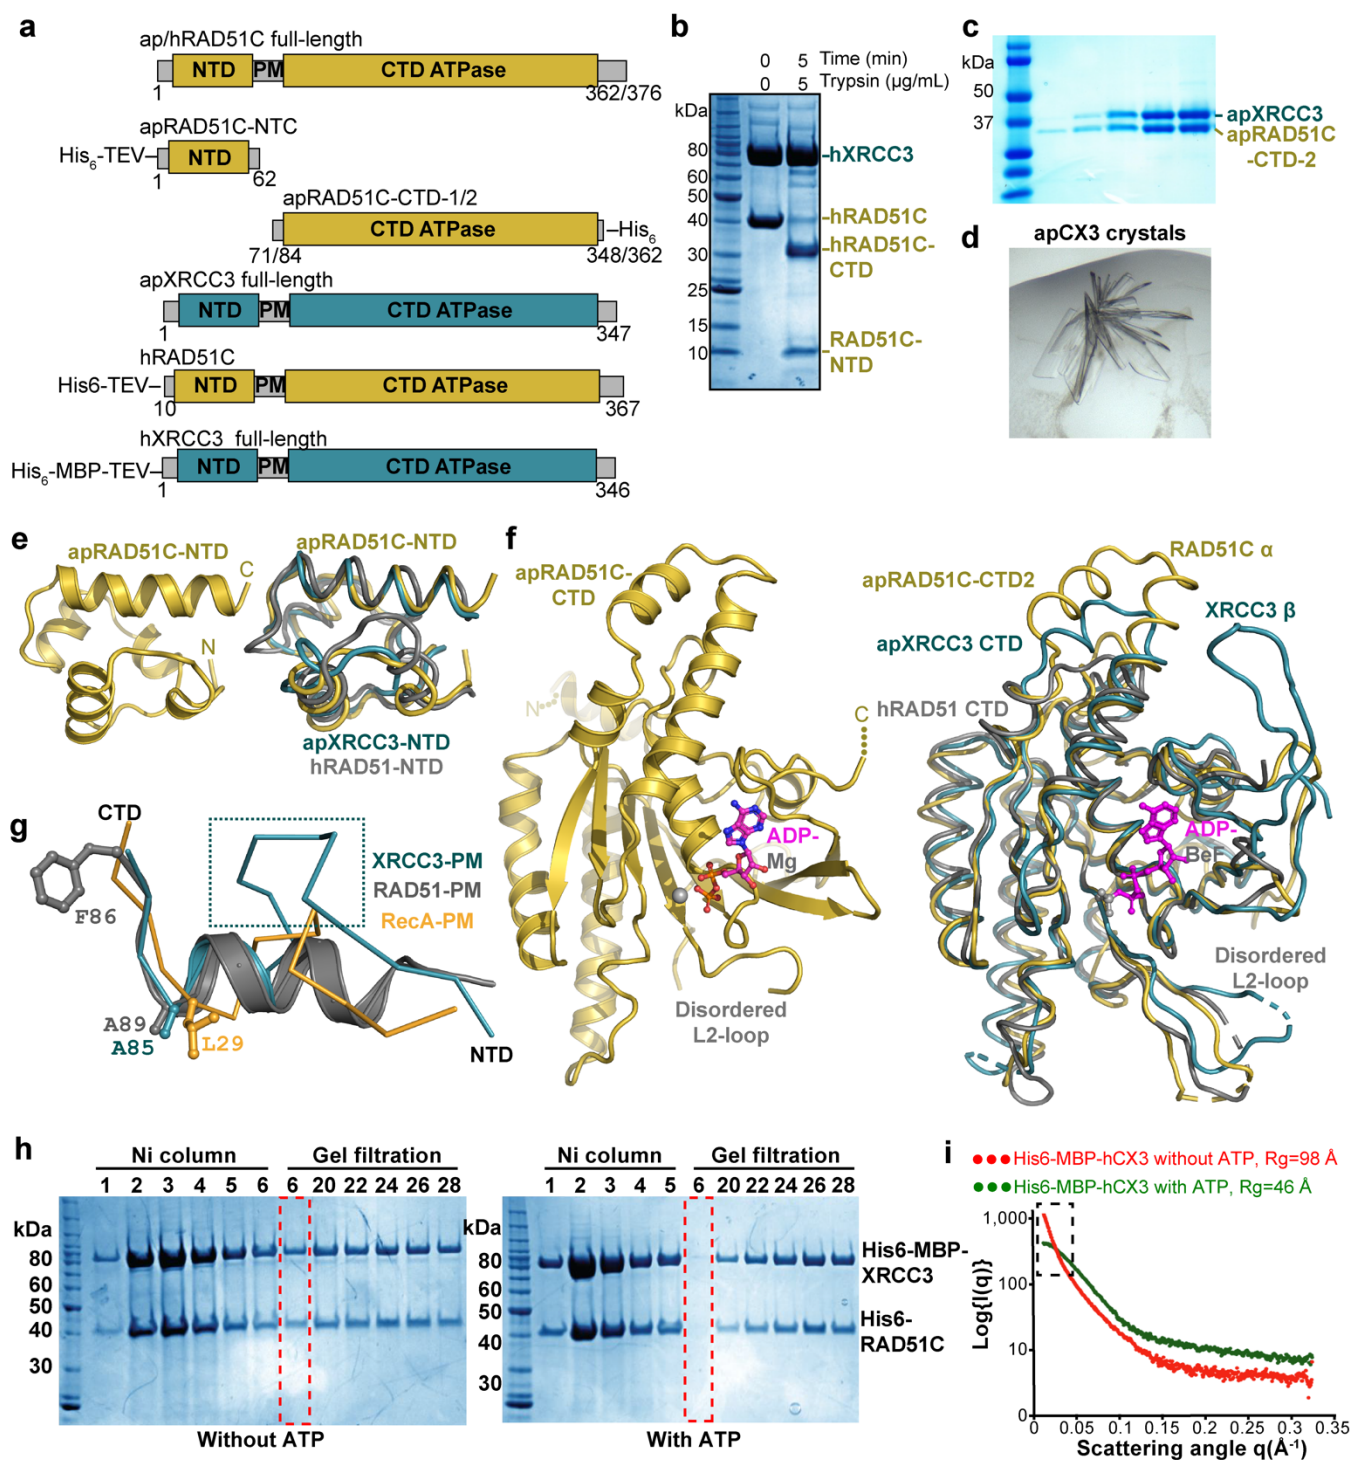 a
ap/hRAD51C full-length
NTD
PM
CTD ATPase
1
362/376
apRAD51C-NTC
His6-TEV-
NTD
1
62
apRAD51C-CTD-1/2
CTD ATPase
-His6
71/84
348/362
apXRCC3 full-length
NTD
PM
CTD ATPase
1
347
hRAD51C
His6-TEV-
NTD
PM
CTD ATPase
10
367
hXRCC3 full-length
His6-MBP-TEV-
NTD
PM
CTD ATPase
1
346
b
0 5 Time (min)
0 5 Trypsin (µg/mL)
kDa
80
60
50
40
30
25
20
15
10
hXRCC3
hRAD51C
hRAD51C-
CTD
RAD51C-
NTD
c
kDa
50
37
apXRCC3
apRAD51C
-CTD-2
d
apCX3 crystals
e
apRAD51C-NTD
C
N
apRAD51C-NTD
apXRCC3-NTD
hRAD51-NTD
f
apRAD51C-
CTD
N
C
ADP-
Mg
Disordered
L2-loop
RAD51C α
apRAD51C-CTD2
XRCC3 β
apXRCC3 CTD
hRAD51 CTD
ADP-
BeF
Disordered
L2-loop
g
CTD
XRCC3-PM
RAD51-PM
RecA-PM
F86
A89
A85
L29
NTD
h
Ni column
Gel filtration
1 2 3 4 5 6 6 20 22 24 26 28
kDa
80
60
50
40
30
Without ATP
Ni column
Gel filtration
1 2 3 4 5 6 20 22 24 26 28
kDa
80
60
50
40
30
His6-MBP-
XRCC3
His6-
RAD51C
With ATP
i
His6-MBP-hCX3 without ATP, Rg=98 Å
His6-MBP-hCX3 with ATP, Rg=46 Å
Log{I(q)}
1,000
100
10
0
0 0.05 0.1 0.15 0.2 0.25 0.3 0.35
Scattering angle q(Å-1)